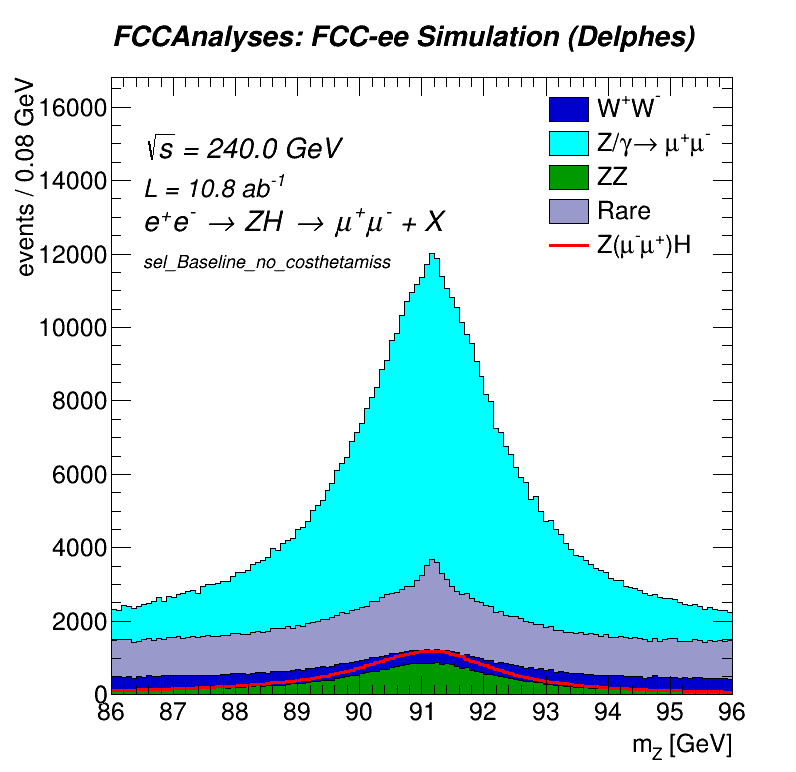 FCCAnalyses: FCC-ee Simulation (Delphes)
events / 0.08 GeV
16000
14000
12000
10000
8000
6000
4000
2000
0
√s = 240.0 GeV
L = 10.8 ab⁻¹
e⁺e⁻ → ZH → μ⁺μ⁻ + X
sel_Baseline_no_costhetamiss
W⁺W⁻
Z/γ→ μ⁺μ⁻
ZZ
Rare
Z(μ⁻μ⁺)H
86 87 88 89 90 91 92 93 94 95 96
m_Z [GeV]